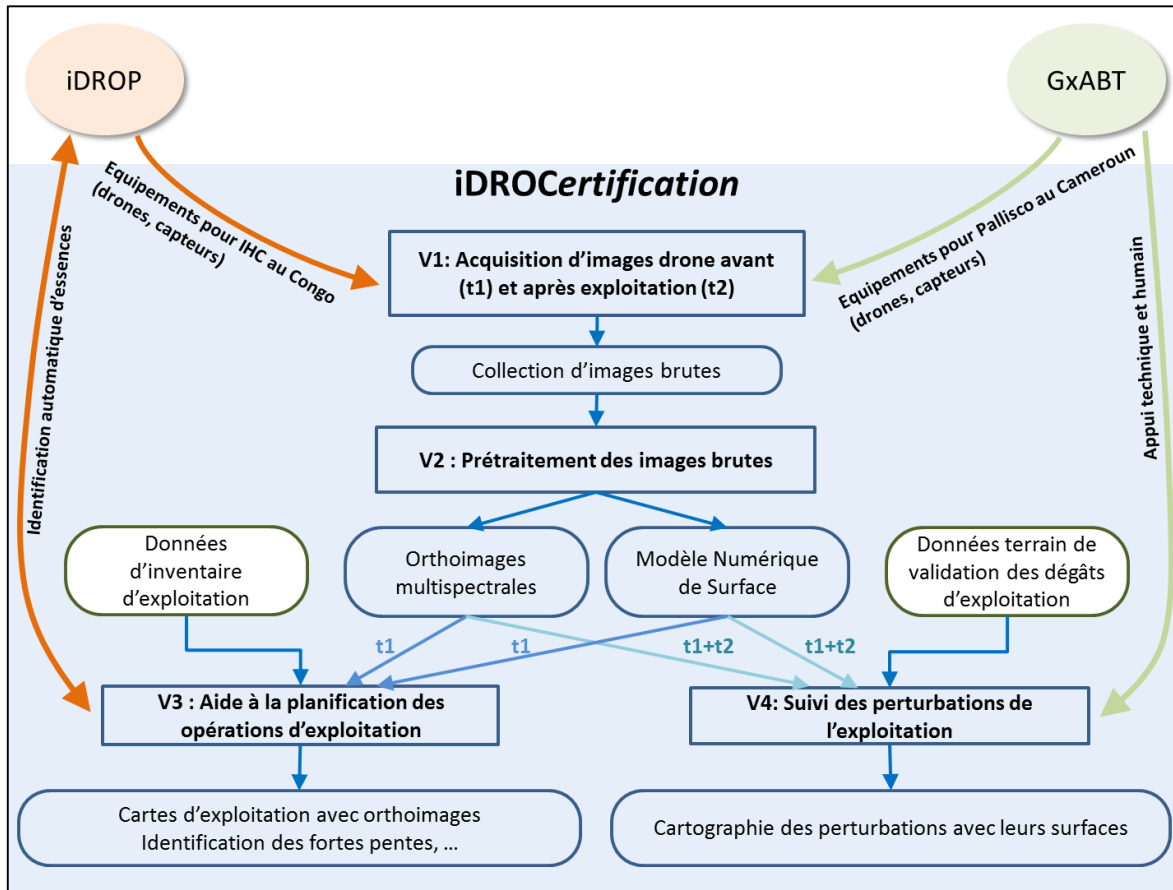 iDROP
GxABT
iDROCertification
Equipements pour IHC au Congo
(drones, capteurs)
Identification automatique d'essences
Equipements pour Pallisco au Cameroun
(drones, capteurs)
Appui technique et humain
V1: Acquisition d'images drone avant
(t1) et après exploitation (t2)
Collection d'images brutes
V2 : Prétraitement des images brutes
Données
d'inventaire
d'exploitation
Orthoimages
multispectrales
Modèle Numérique
de Surface
Données terrain de
validation des dégâts
d'exploitation
t1
t1
t1+t2
t1+t2
V3 : Aide à la planification des
opérations d'exploitation
V4: Suivi des perturbations de
l'exploitation
Cartes d'exploitation avec orthoimages
Identification des fortes pentes, …
Cartographie des perturbations avec leurs surfaces